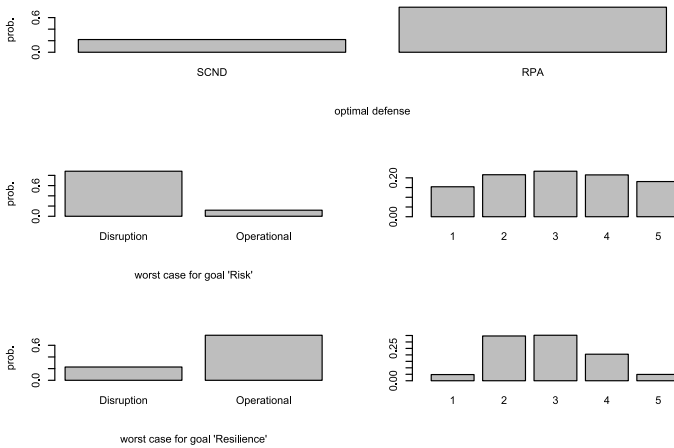 prob.
0.0
0.6
SCND
RPA
optimal defense
prob.
0.0
0.6
Disruption
Operational
0.00
0.20
1 2 3 4 5
worst case for goal 'Risk'
prob.
0.0
0.6
Disruption
Operational
0.00
0.25
1 2 3 4 5
worst case for goal 'Resilience'